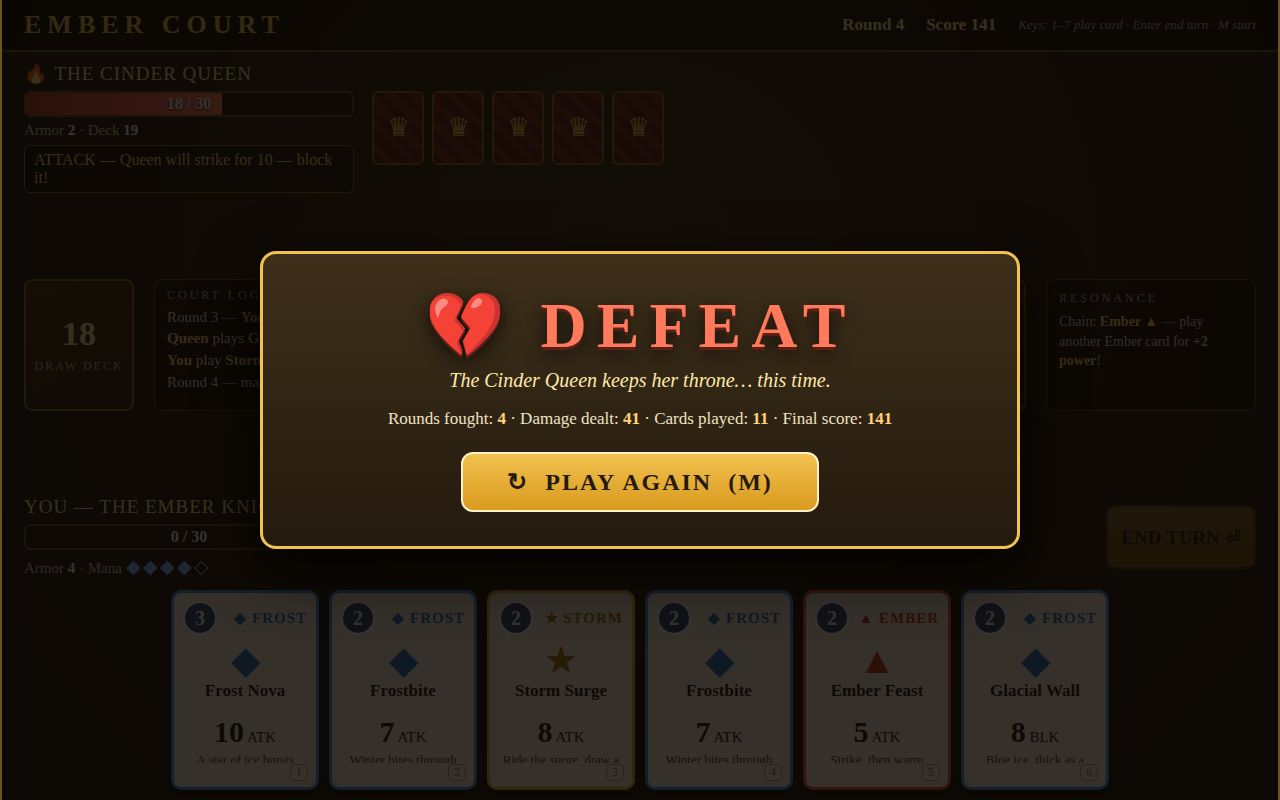 EMBER COURT
Round 4 Score 141 Keys: 1–7 play card · Enter end turn · M start
THE CINDER QUEEN
18 / 30
Armor 2 · Deck 19
ATTACK — Queen will strike for 10 — block
it!
18
DRAW DECK
COURT LOG
Round 3 —
Queen plays
You play Storm
Round 4 —
DEFEAT
The Cinder Queen keeps her throne… this time.
Rounds fought: 4 · Damage dealt: 41 · Cards played: 11 · Final score: 141
↻ PLAY AGAIN (M)
RESONANCE
Chain: Ember ▲ — play
another Ember card for +2
power!
YOU — THE EMBER
0 / 30
Armor 4 · Mana ◆◆◆◆◇
END TURN ⏎
3 ◆ FROST
Frost Nova
10 ATK
A star of ice bursts
1
2 ◆ FROST
Frostbite
7 ATK
Winter bites through
2
2 ★ STORM
Storm Surge
8 ATK
Ride the surge, draw a
3
2 ◆ FROST
Frostbite
7 ATK
Winter bites through
4
2 ▲ EMBER
Ember Feast
5 ATK
Strike, then warm
5
2 ◆ FROST
Glacial Wall
8 BLK
Blue ice, thick as a
6